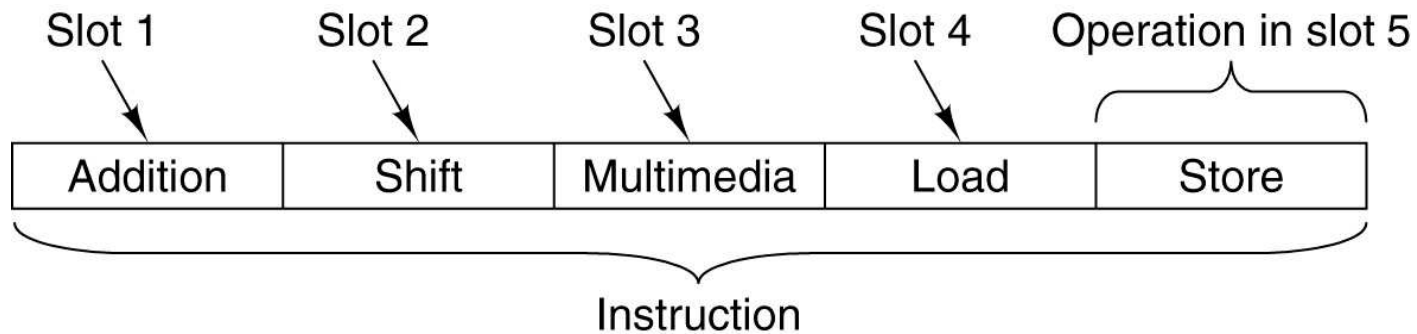 Slot 1 Slot 2 Slot 3 Slot 4 Operation in slot 5
Addition Shift Multimedia Load Store
Instruction